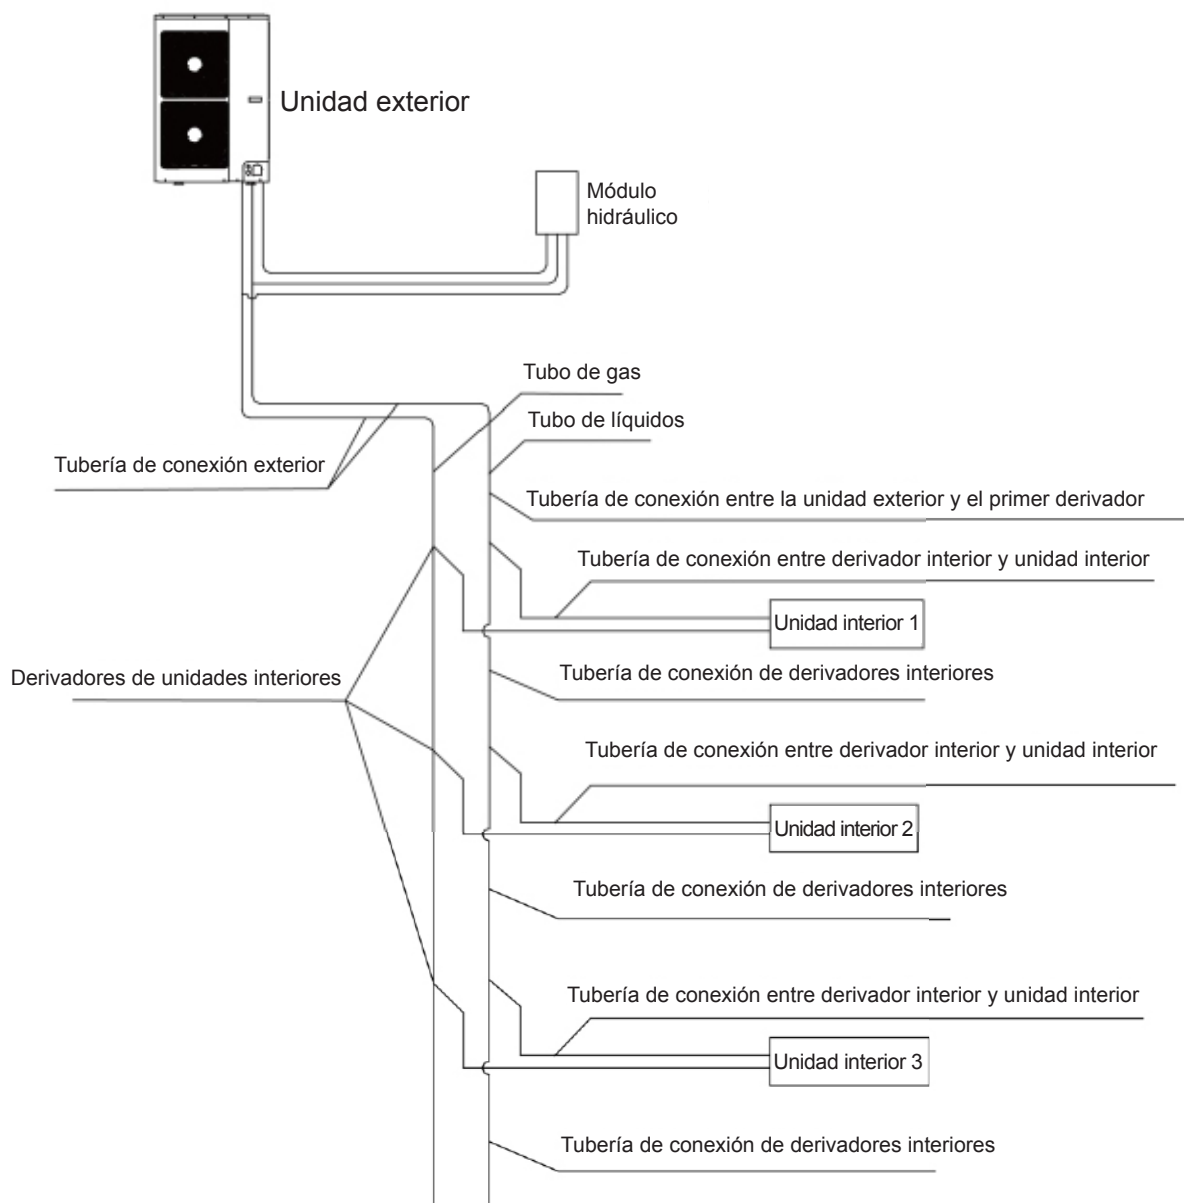 Unidad exterior
Módulo
hidráulico
Tubo de gas
Tubo de líquidos
Tubería de conexión exterior
Tubería de conexión entre la unidad exterior y el primer derivador
Tubería de conexión entre derivador interior y unidad interior
Unidad interior 1
Derivadores de unidades interiores
Tubería de conexión de derivadores interiores
Tubería de conexión entre derivador interior y unidad interior
Unidad interior 2
Tubería de conexión de derivadores interiores
Tubería de conexión entre derivador interior y unidad interior
Unidad interior 3
Tubería de conexión de derivadores interiores